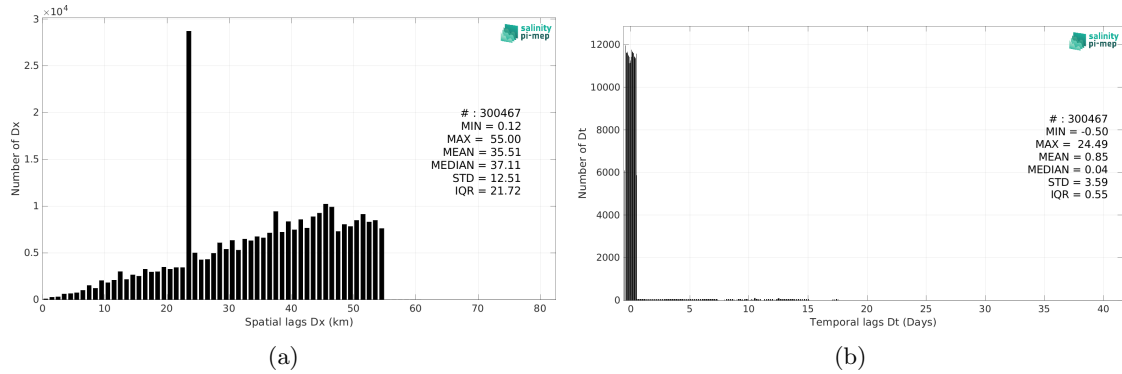 3 ×10⁴
2.5
2
1.5
1
0.5
0
Number of Dx
0 10 20 30 40 50 60 70 80
Spatial lags Dx (km)
salinity
pi-mep
# : 300467
MIN = 0.12
MAX = 55.00
MEAN = 35.51
MEDIAN = 37.11
STD = 12.51
IQR = 21.72
(a)
12000
10000
8000
6000
4000
2000
0
Number of Dt
0 5 10 15 20 25 30 35 40
Temporal lags Dt (Days)
salinity
pi-mep
# : 300467
MIN = -0.50
MAX = 24.49
MEAN = 0.85
MEDIAN = 0.04
STD = 3.59
IQR = 0.55
(b)